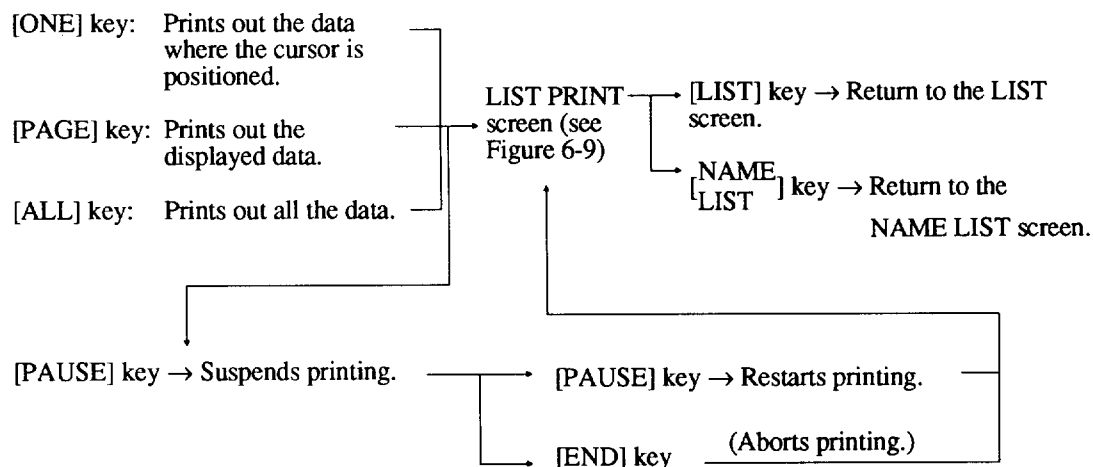 [ONE] key: Prints out the data
where the cursor is
positioned.
[PAGE] key: Prints out the
displayed data.
[ALL] key: Prints out all the data.
LIST PRINT
screen (see
Figure 6-9)
[LIST] key → Return to the LIST
screen.
[NAME
LIST] key → Return to the
NAME LIST screen.
[PAUSE] key → Suspends printing.
[PAUSE] key → Restarts printing.
[END] key (Aborts printing.)